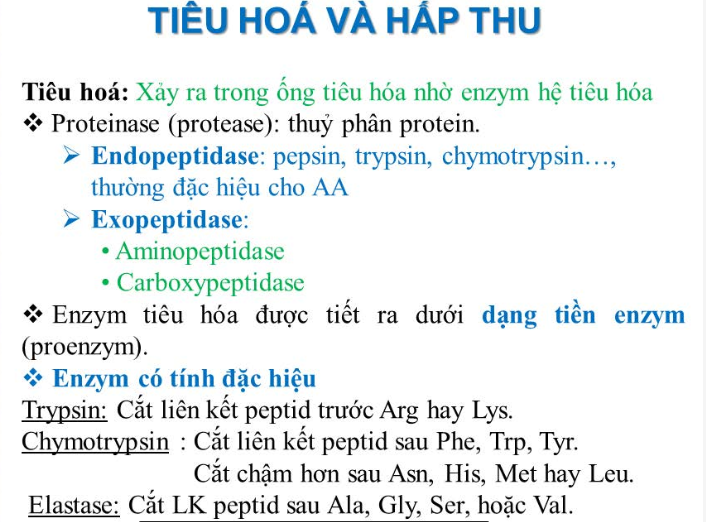 TIÊU HOÁ VÀ HẤP THU
Tiêu hoá: Xảy ra trong ống tiêu hóa nhờ enzym hệ tiêu hóa
❖ Proteinase (protease): thuỷ phân protein.
➢ Endopeptidase: pepsin, trypsin, chymotrypsin…,
thường đặc hiệu cho AA
➢ Exopeptidase:
• Aminopeptidase
• Carboxypeptidase
❖ Enzym tiêu hóa được tiết ra dưới dạng tiền enzym
(proenzym).
❖ Enzym có tính đặc hiệu
Trypsin: Cắt liên kết peptid trước Arg hay Lys.
Chymotrypsin : Cắt liên kết peptid sau Phe, Trp, Tyr.
Cắt chậm hơn sau Asn, His, Met hay Leu.
Elastase: Cắt LK peptid sau Ala, Gly, Ser, hoặc Val.